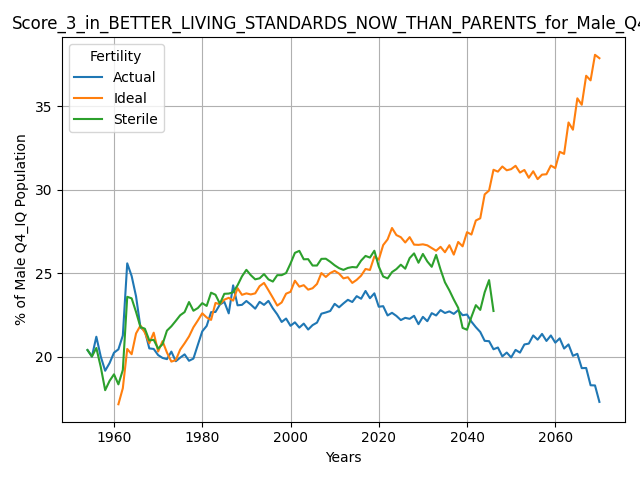 Score_3_in_BETTER_LIVING_STANDARDS_NOW_THAN_PARENTS_for_Male_Q4
Fertility
Actual
Ideal
Sterile
% of Male Q4_IQ Population
35
30
25
20
1960 1980 2000 2020 2040 2060
Years